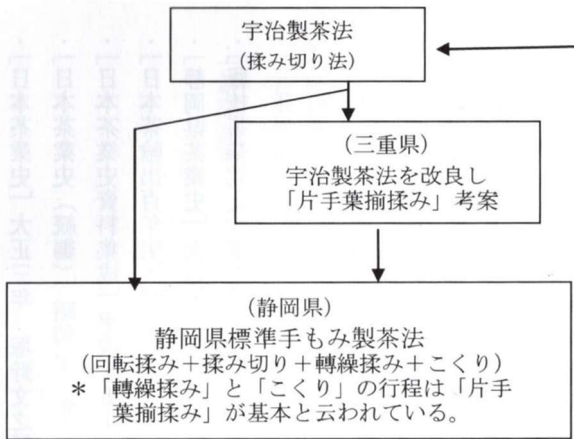 宇治製茶法
（揉み切り法）
（三重県）
宇治製茶法を改良し
「片手葉揃揉み」考案
（静岡県）
静岡県標準手もみ製茶法
（回転揉み＋揉み切り＋轉繰揉み＋こくり）
＊「轉繰揉み」と「こくり」の行程は「片手
葉揃揉み」が基本と云われている。